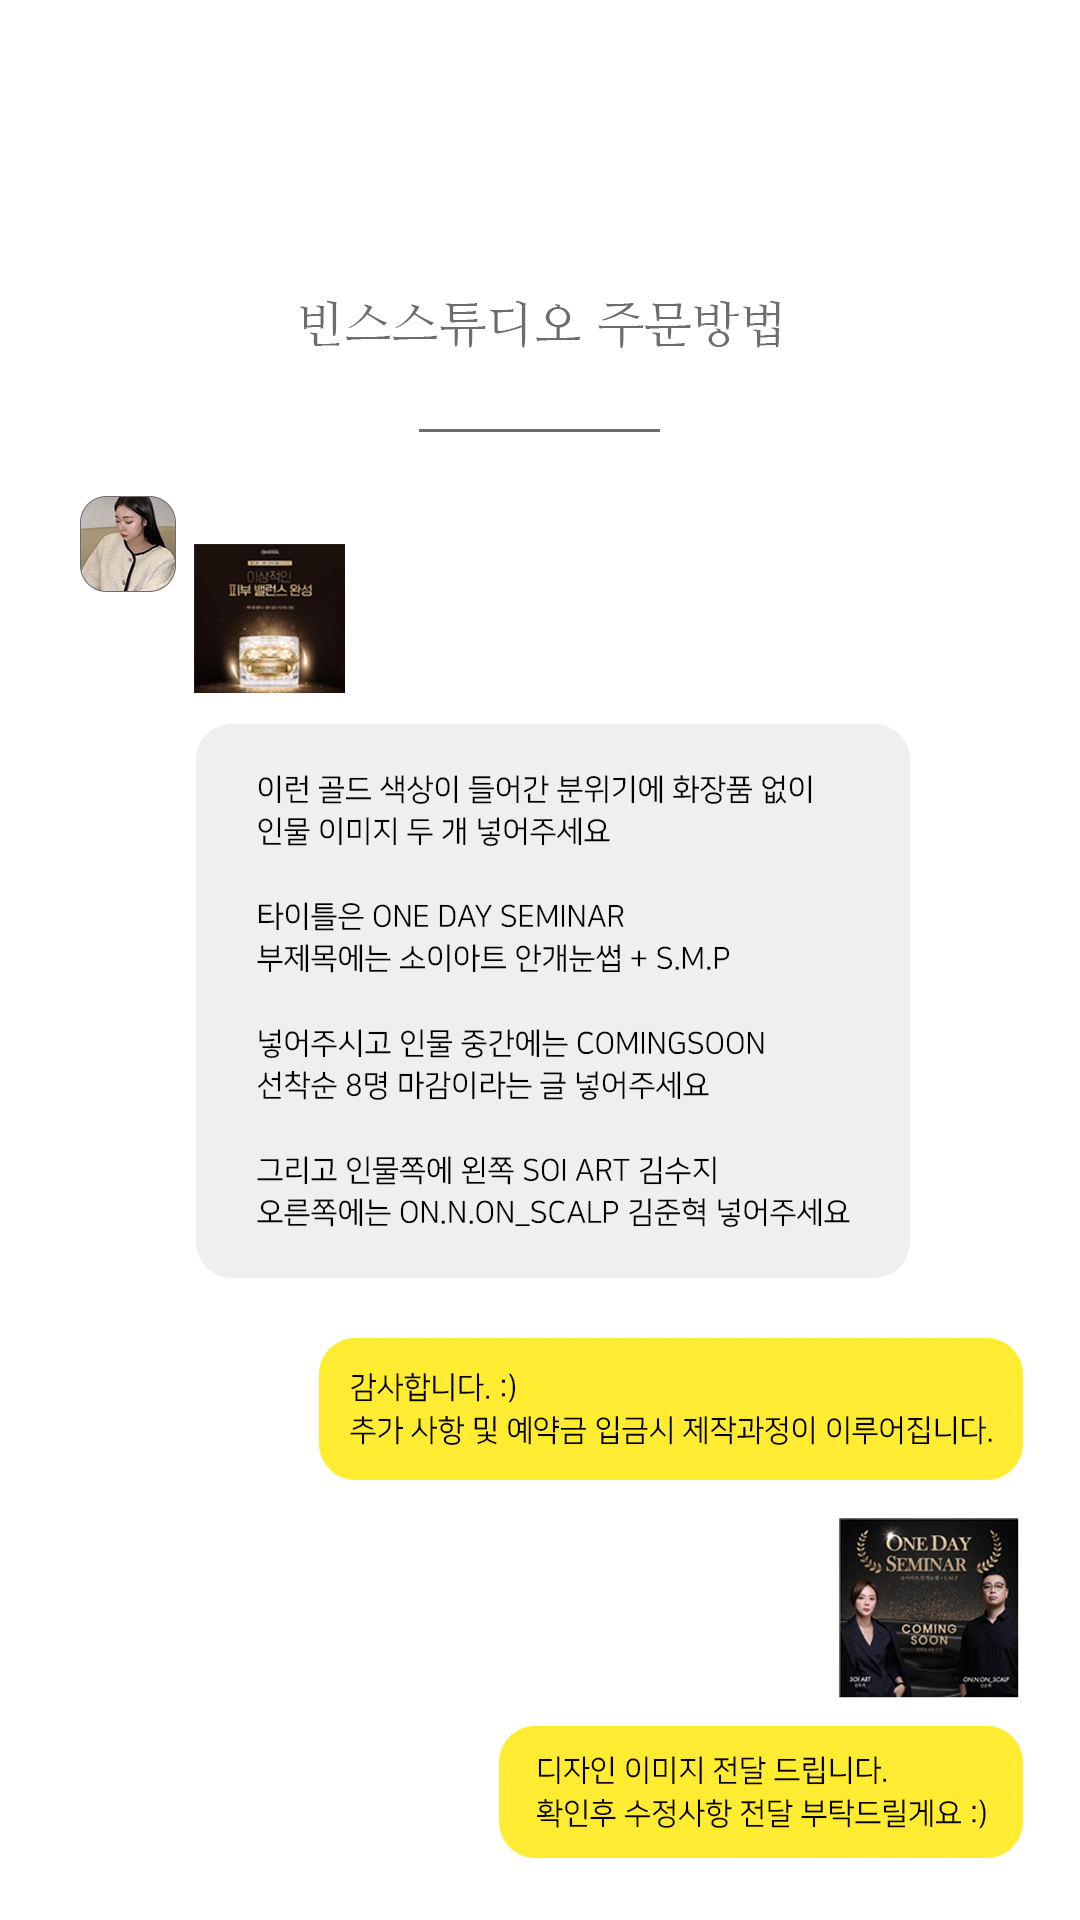 빈스스튜디오 주문방법
이상적인
피부 밸런스 완성
이런 골드 색상이 들어간 분위기에 화장품 없이
인물 이미지 두 개 넣어주세요
타이틀은 ONE DAY SEMINAR
부제목에는 소이아트 안개눈썹 + S.M.P
넣어주시고 인물 중간에는 COMINGSOON
선착순 8명 마감이라는 글 넣어주세요
그리고 인물쪽에 왼쪽 SOI ART 김수지
오른쪽에는 ON.N.ON_SCALP 김준혁 넣어주세요
감사합니다. :)
추가 사항 및 예약금 입금시 제작과정이 이루어집니다.
ONE DAY
SEMINAR
소이아트 안개눈썹 + S.M.P
COMING
SOON
SOI ART
ON.N.ON_SCALP
디자인 이미지 전달 드립니다.
확인후 수정사항 전달 부탁드릴게요 :)